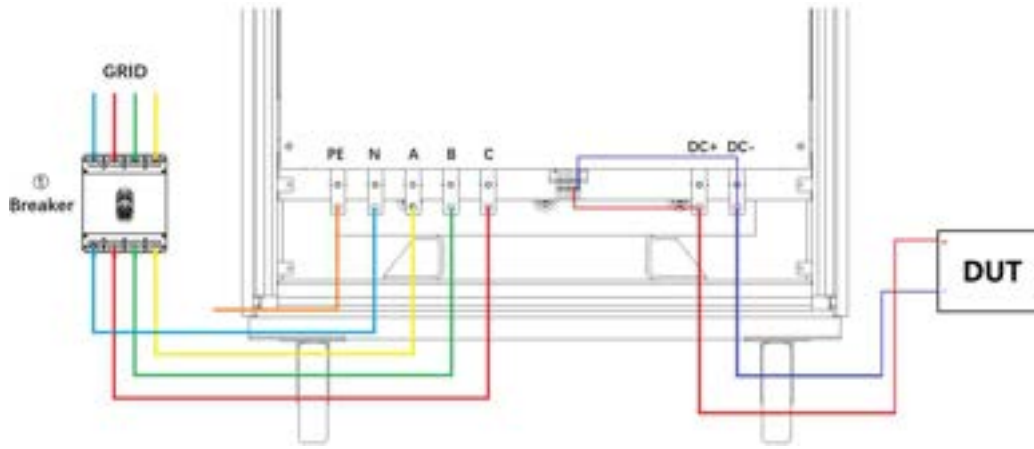 GRID
①
Breaker
PE N A B C
DC+ DC-
DUT